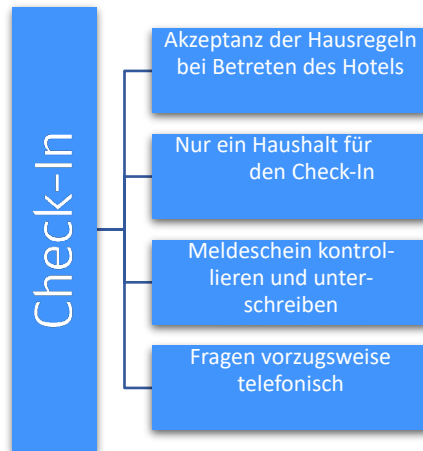 Check-In
Akzeptanz der Hausregeln
bei Betreten des Hotels
Nur ein Haushalt für
den Check-In
Meldeschein kontrol-
lieren und unter-
schreiben
Fragen vorzugsweise
telefonisch